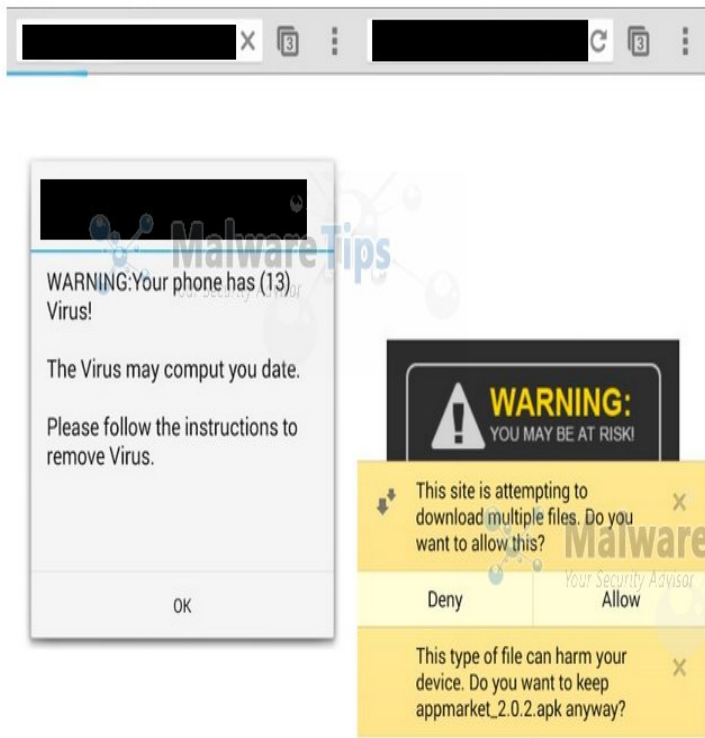 3
3
MalwareTips
Your Security Advisor
WARNING:Your phone has (13)
Virus!
The Virus may comput you date.
Please follow the instructions to
remove Virus.
OK
WARNING:
YOU MAY BE AT RISK!
This site is attempting to
download multiple files. Do you
want to allow this?
Malware
Your Security Advisor
Deny
Allow
This type of file can harm your
device. Do you want to keep
appmarket_2.0.2.apk anyway?